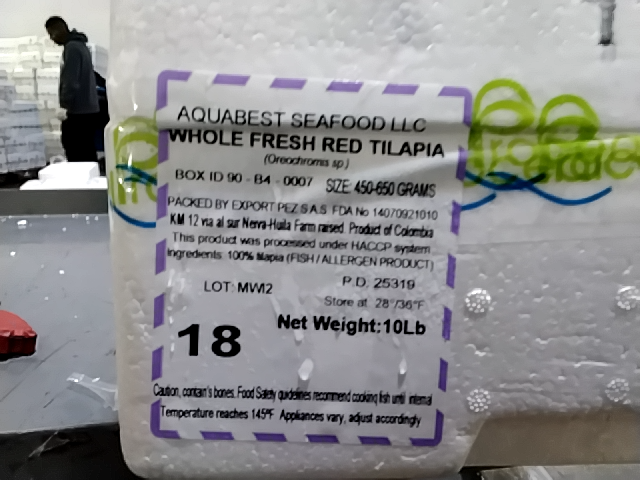 AQUABEST SEAFOOD LLC
WHOLE FRESH RED TILAPIA
(Oreochromis sp.)
BOX ID 90 - B4 - 0007 SIZE: 450-650 GRAMS
PACKED BY EXPORT PEZ S.A.S. FDA No 14070921010
KM 12 via al sur Neiva-Huila Farm raised. Product of Colombia
This product was processed under HACCP system
Ingredients: 100% tilapia (FISH / ALLERGEN PRODUCT)
LOT: MWI2 P.D. 25319
Store at 28°/36°F
18 Net Weight:10Lb
Caution, contain's bones. Food Safety guidelines recommend cooking fish until internal
Temperature reaches 145°F Appliances vary, adjust accordingly